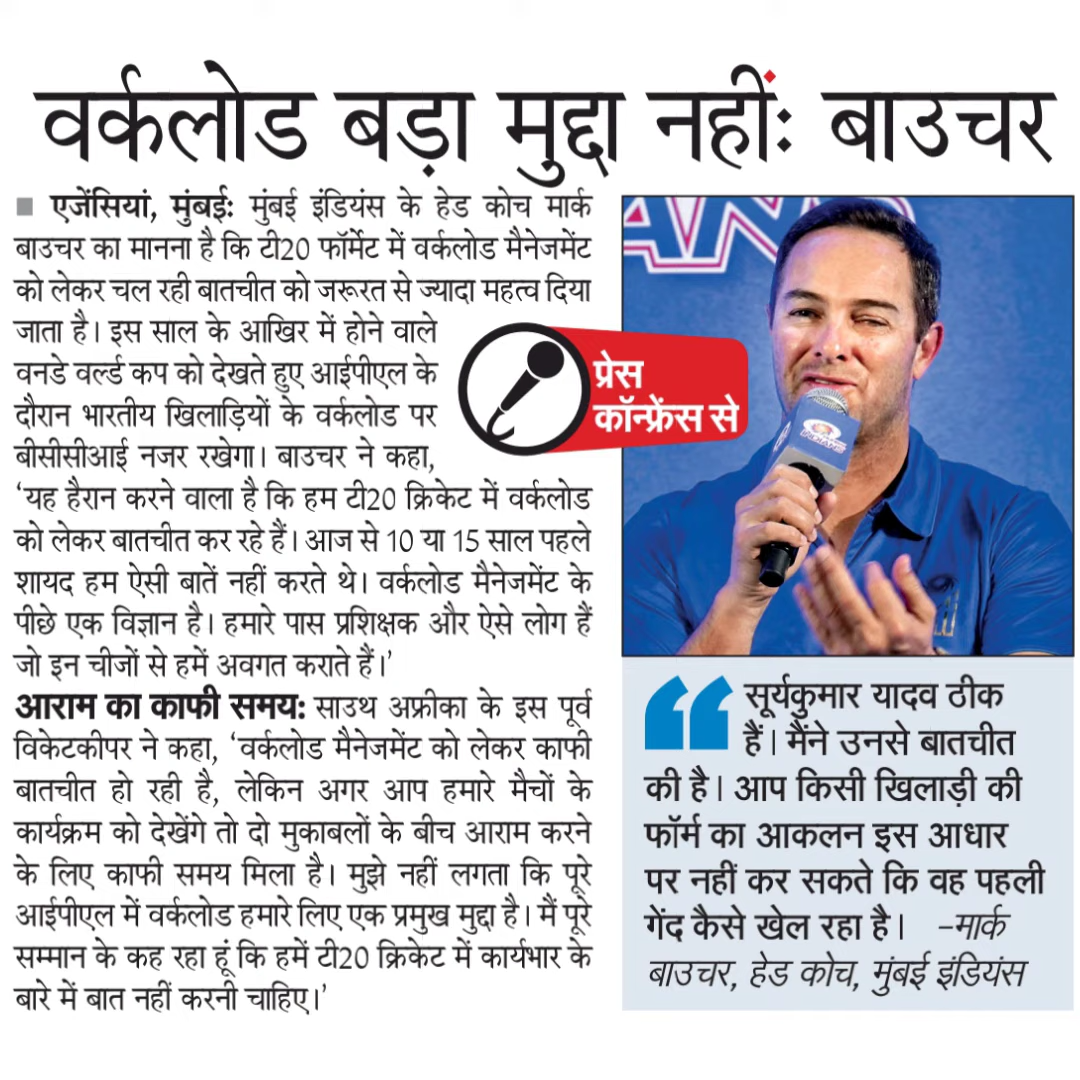 वर्कलोड बड़ा मुद्दा नहींः बाउचर
■ एजेंसियां, मुंबईः मुंबई इंडियंस के हेड कोच मार्क
बाउचर का मानना है कि टी20 फॉर्मेट में वर्कलोड मैनेजमेंट
को लेकर चल रही बातचीत को जरूरत से ज्यादा महत्व दिया
जाता है। इस साल के आखिर में होने वाले
वनडे वर्ल्ड कप को देखते हुए आईपीएल के
दौरान भारतीय खिलाड़ियों के वर्कलोड पर
बीसीसीआई नजर रखेगा। बाउचर ने कहा,
‘यह हैरान करने वाला है कि हम टी20 क्रिकेट में वर्कलोड
को लेकर बातचीत कर रहे हैं। आज से 10 या 15 साल पहले
शायद हम ऐसी बातें नहीं करते थे। वर्कलोड मैनेजमेंट के
पीछे एक विज्ञान है। हमारे पास प्रशिक्षक और ऐसे लोग हैं
जो इन चीजों से हमें अवगत कराते हैं।’
आराम का काफी समय: साउथ अफ्रीका के इस पूर्व
विकेटकीपर ने कहा, ‘वर्कलोड मैनेजमेंट को लेकर काफी
बातचीत हो रही है, लेकिन अगर आप हमारे मैचों के
कार्यक्रम को देखेंगे तो दो मुकाबलों के बीच आराम करने
के लिए काफी समय मिला है। मुझे नहीं लगता कि पूरे
आईपीएल में वर्कलोड हमारे लिए एक प्रमुख मुद्दा है। मैं पूरे
सम्मान के कह रहा हूं कि हमें टी20 क्रिकेट में कार्यभार के
बारे में बात नहीं करनी चाहिए।’
प्रेस
कॉन्फ्रेंस से
INDIANS
“सूर्यकुमार यादव ठीक
हैं। मैंने उनसे बातचीत
की है। आप किसी खिलाड़ी की
फॉर्म का आकलन इस आधार
पर नहीं कर सकते कि वह पहली
गेंद कैसे खेल रहा है। -मार्क
बाउचर, हेड कोच, मुंबई इंडियंस